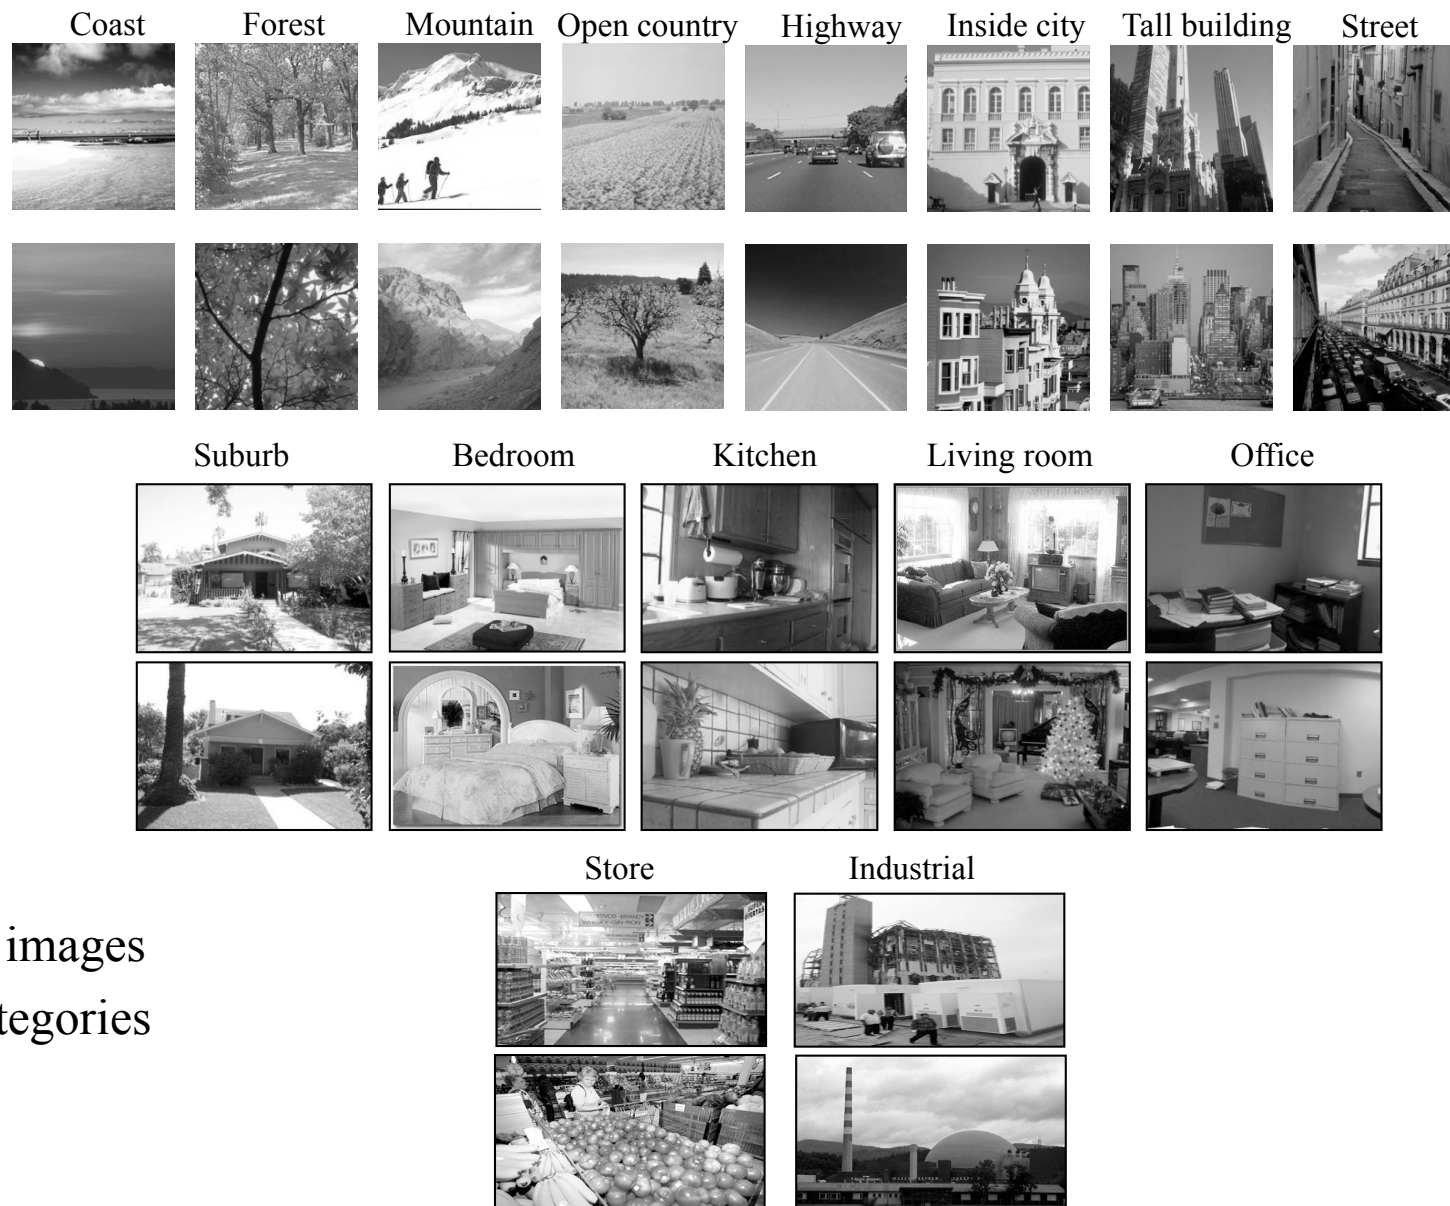 Coast Forest Mountain Open country Highway Inside city Tall building Street
Suburb Bedroom Kitchen Living room Office
Store Industrial
images
tegories